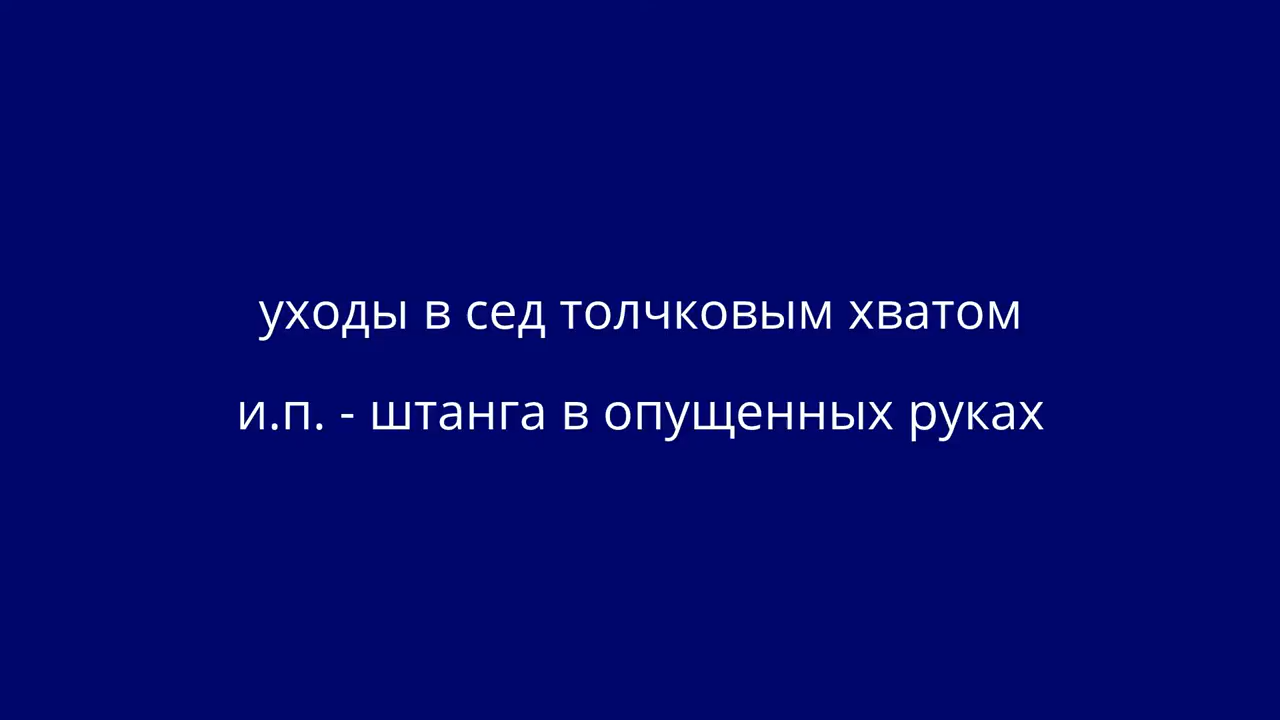 уходы в сед толчковым хватом
и.п. - штанга в опущенных руках